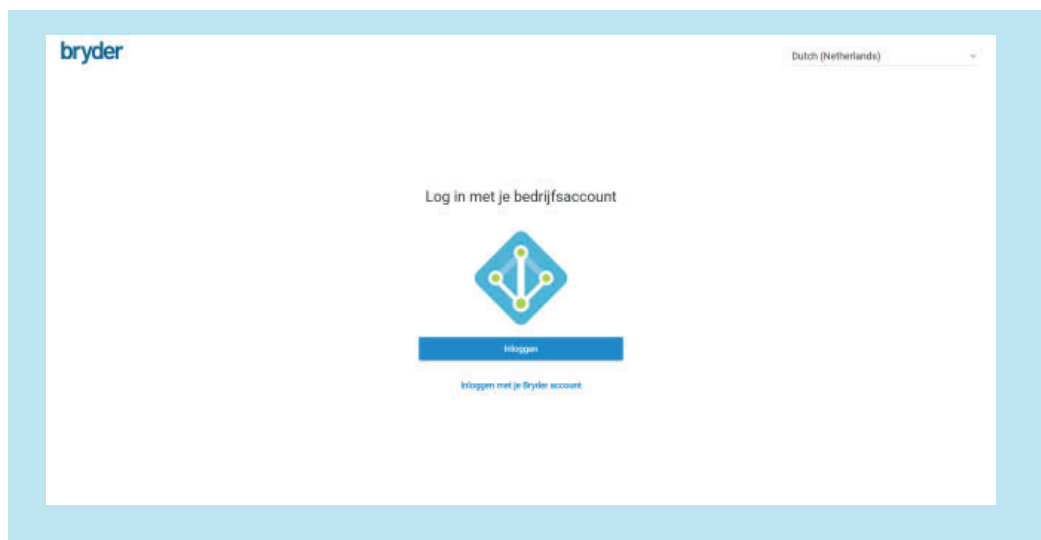 bryder
Dutch (Netherlands)
Log in met je bedrijfsaccount
Inloggen
Inloggen met je Bryder account